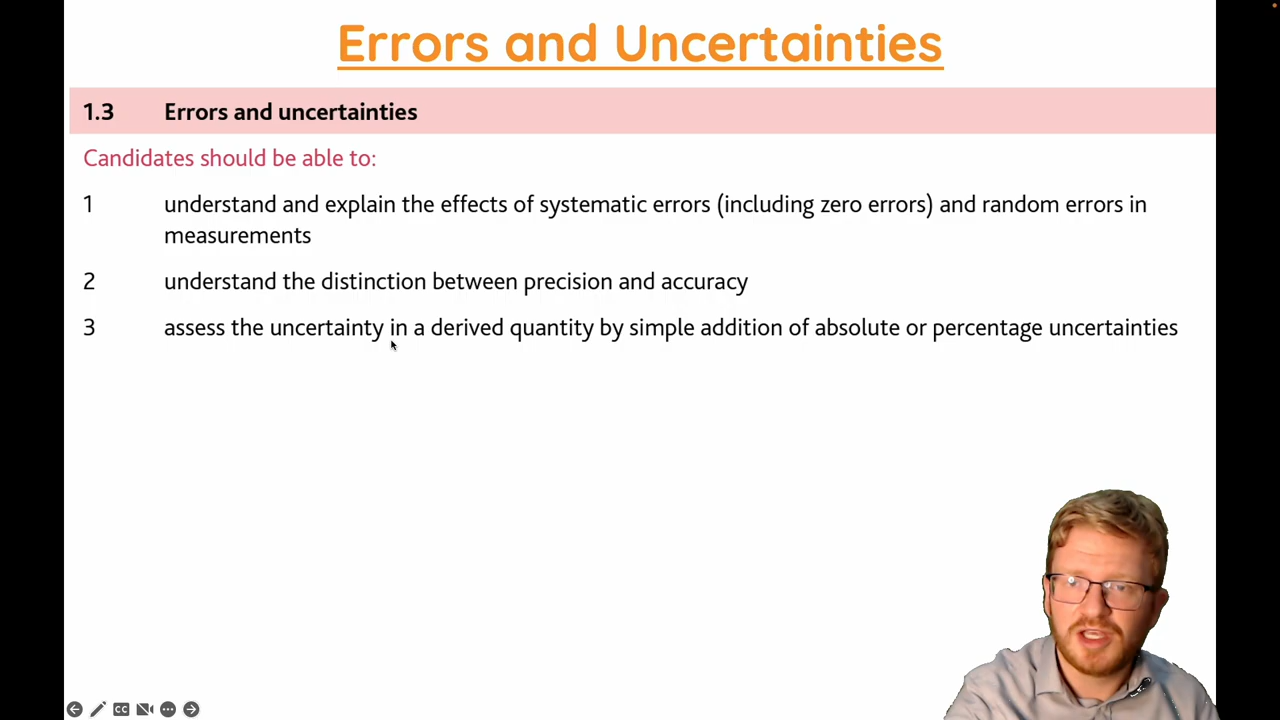 Errors and Uncertainties
1.3 Errors and uncertainties
Candidates should be able to:
1 understand and explain the effects of systematic errors (including zero errors) and random errors in
measurements
2 understand the distinction between precision and accuracy
3 assess the uncertainty in a derived quantity by simple addition of absolute or percentage uncertainties
CC